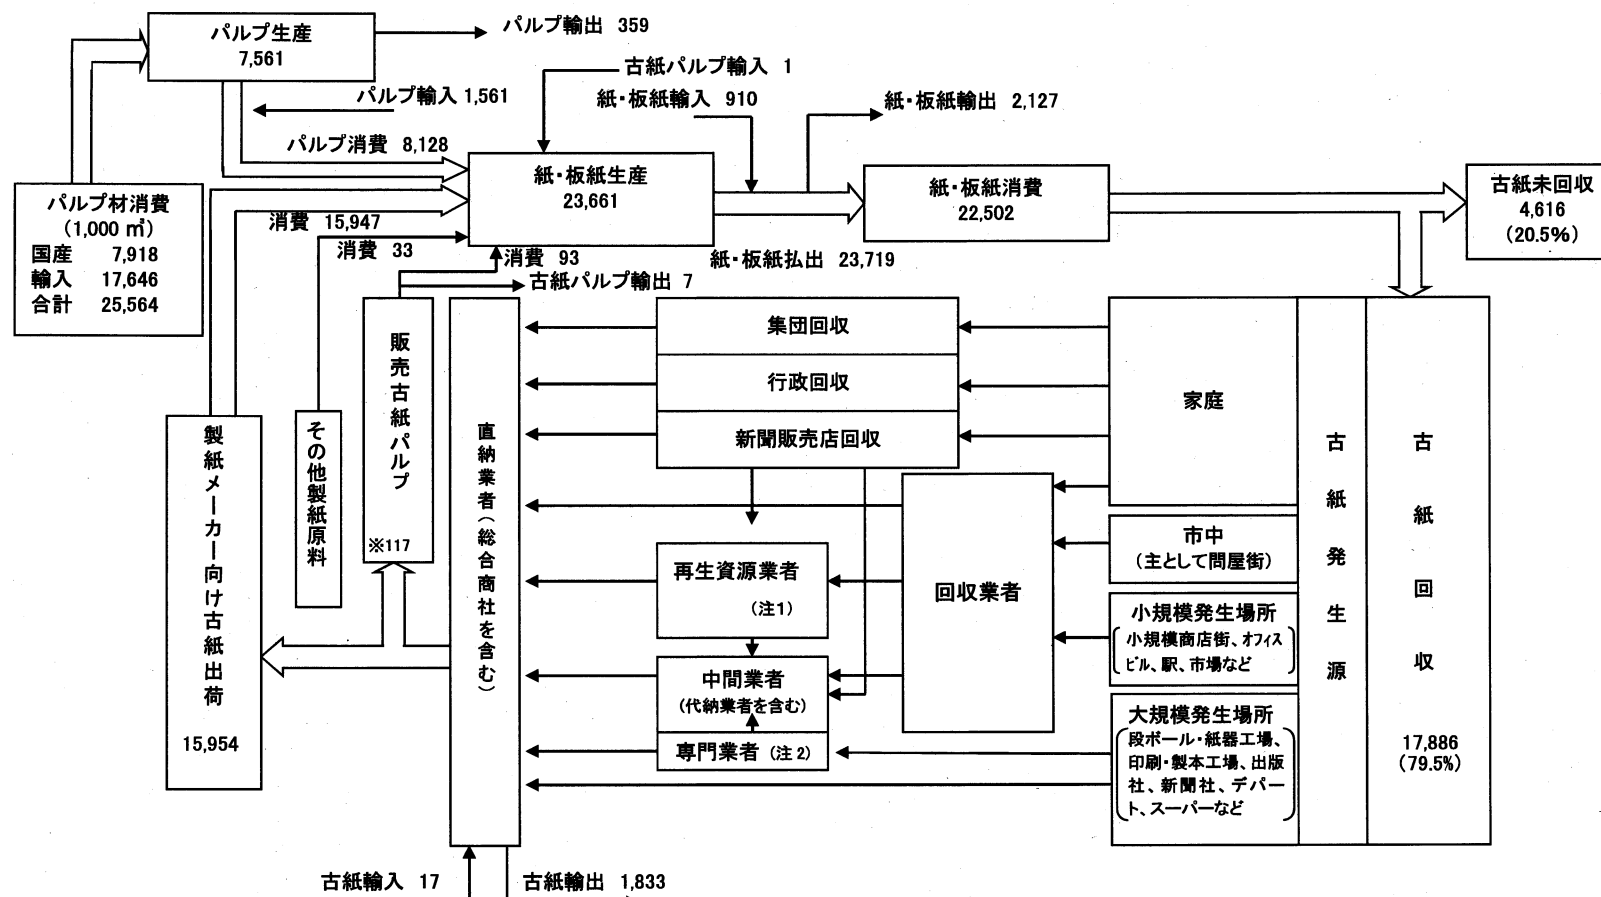 パルプ生産
7,561
パルプ輸出 359
パルプ輸入 1,561
古紙パルプ輸入 1
紙・板紙輸入 910
紙・板紙輸出 2,127
パルプ消費 8,128
パルプ材消費
(1,000 ㎥)
国産 7,918
輸入 17,646
合計 25,564
紙・板紙生産
23,661
紙・板紙消費
22,502
古紙未回収
4,616
(20.5%)
消費 15,947
消費 33
消費 93
紙・板紙払出 23,719
古紙パルプ輸出 7
製紙メーカー向け古紙出荷
15,954
その他製紙原料
販売古紙パルプ
※117
直納業者(総合商社を含む)
集団回収
行政回収
新聞販売店回収
再生資源業者
(注1)
中間業者
(代納業者を含む)
専門業者 (注2)
回収業者
家庭
市中
(主として問屋街)
小規模発生場所
小規模商店街、オフィス
ビル、駅、市場など
大規模発生場所
段ボール・紙器工場、
印刷・製本工場、出版
社、新聞社、デパー
ト、スーパーなど
古紙発生源
古紙回収
17,886
(79.5%)
古紙輸入 17
古紙輸出 1,833